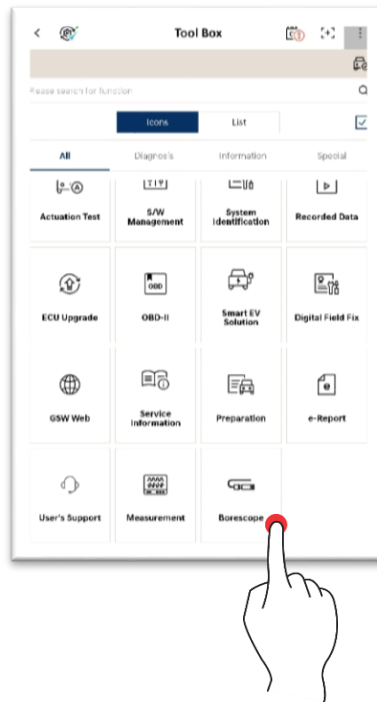 Tool Box
Please search for function
Icons
List
All
Diagnosis
Information
Special
Actuation Test
S/W
Management
System
Identification
Recorded Data
ECU Upgrade
OBD
OBD-II
Smart EV
Solution
Digital Field Fix
GSW Web
Service
Information
Preparation
e
e-Report
User's Support
Measurement
Borescope